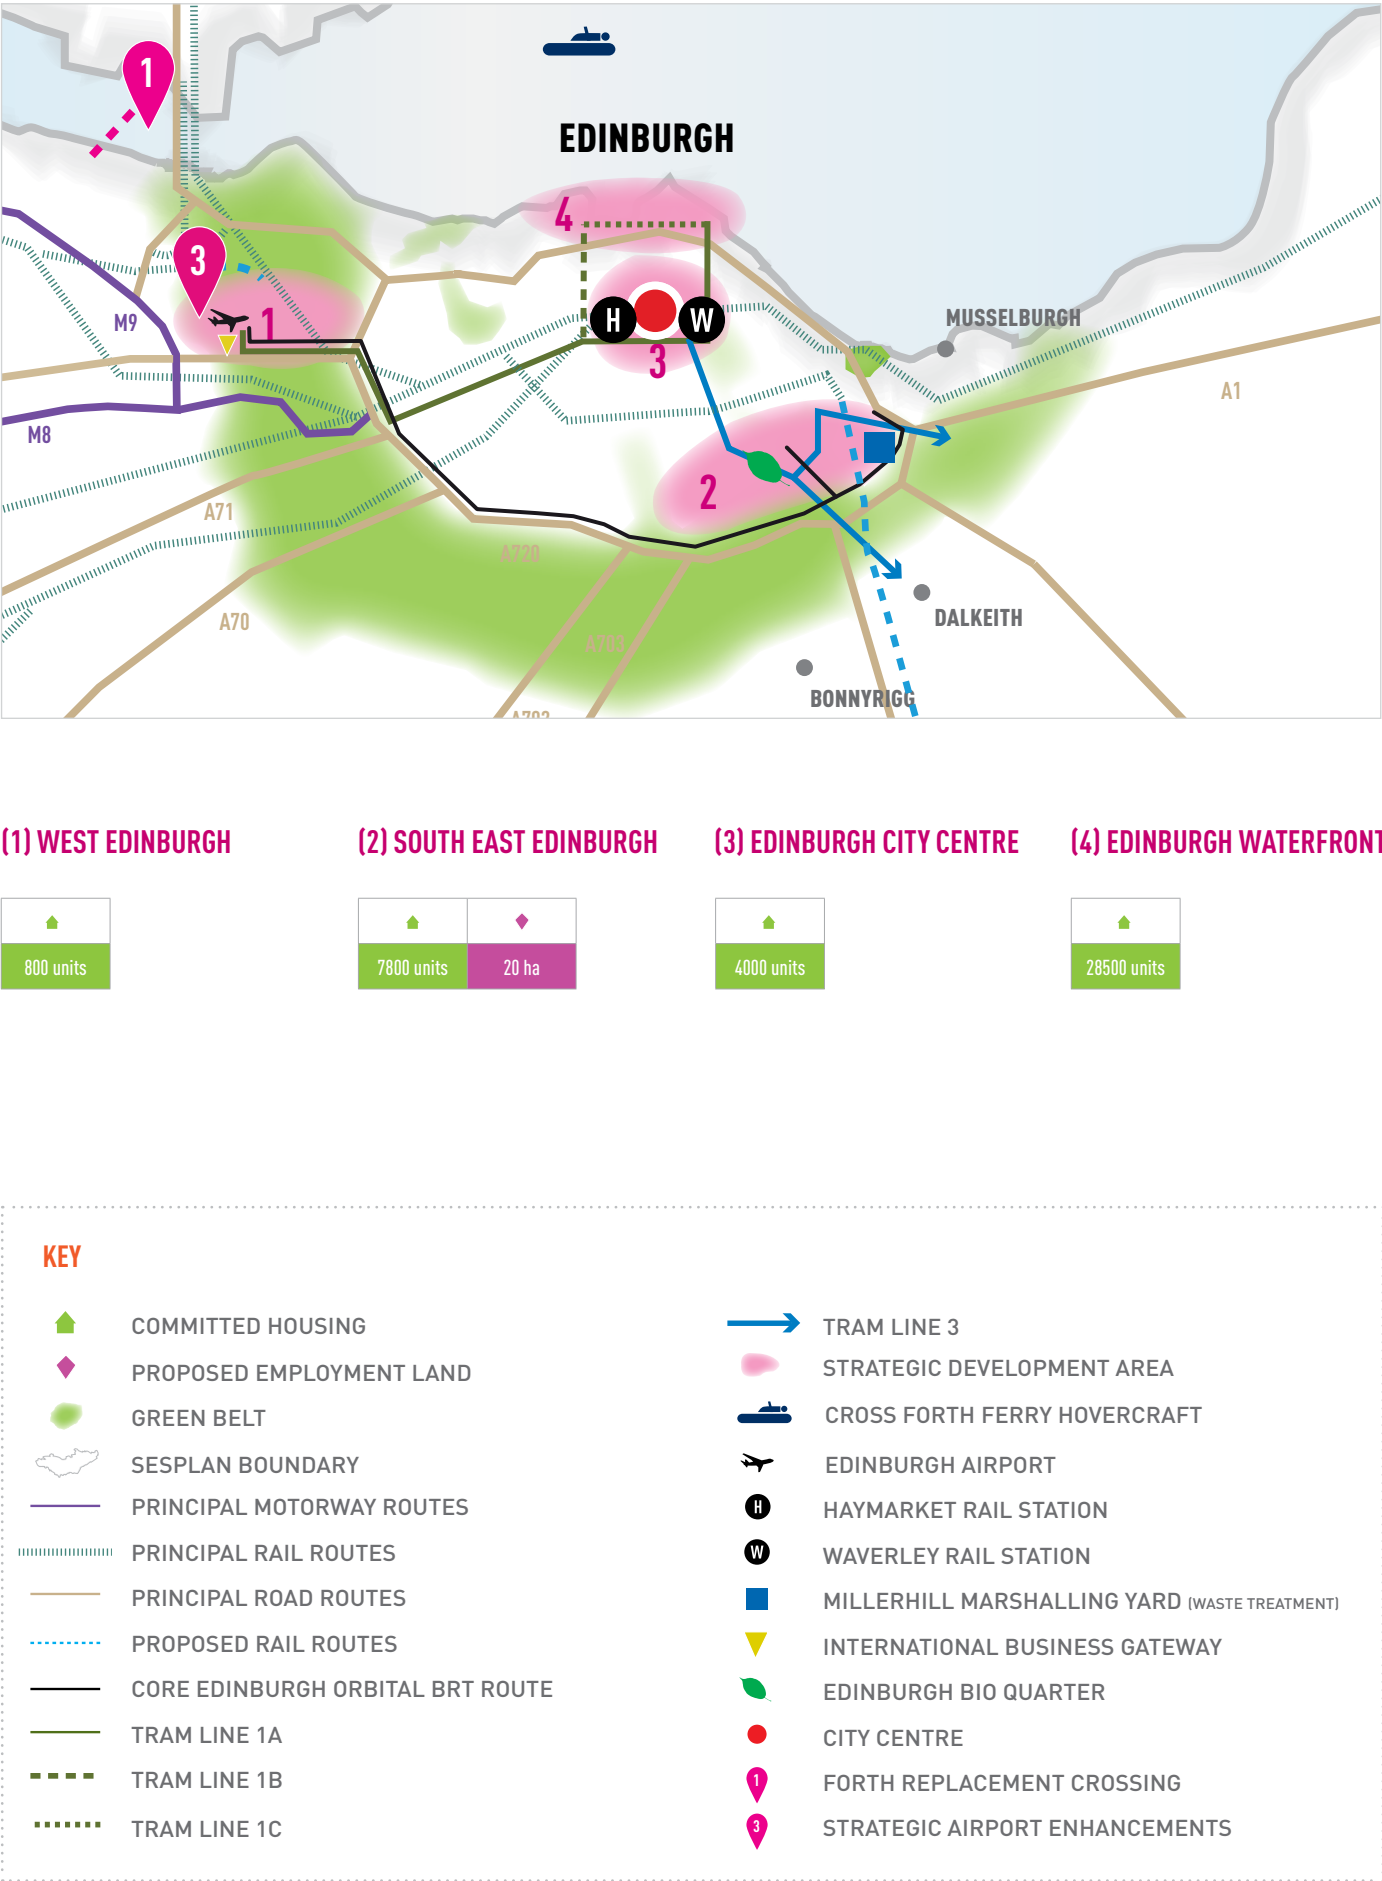 1
EDINBURGH
4
3
1
M9
H
W
3
MUSSELBURGH
A1
M8
2
A71
A720
A70
A703
DALKEITH
BONNYRIGG
(1) WEST EDINBURGH
800 units
(2) SOUTH EAST EDINBURGH
7800 units
20 ha
(3) EDINBURGH CITY CENTRE
4000 units
(4) EDINBURGH WATERFRONT
28500 units
KEY
COMMITTED HOUSING
PROPOSED EMPLOYMENT LAND
GREEN BELT
SESPLAN BOUNDARY
PRINCIPAL MOTORWAY ROUTES
PRINCIPAL RAIL ROUTES
PRINCIPAL ROAD ROUTES
PROPOSED RAIL ROUTES
CORE EDINBURGH ORBITAL BRT ROUTE
TRAM LINE 1A
TRAM LINE 1B
TRAM LINE 1C
TRAM LINE 3
STRATEGIC DEVELOPMENT AREA
CROSS FORTH FERRY HOVERCRAFT
EDINBURGH AIRPORT
H HAYMARKET RAIL STATION
W WAVERLEY RAIL STATION
MILLERHILL MARSHALLING YARD (WASTE TREATMENT)
INTERNATIONAL BUSINESS GATEWAY
EDINBURGH BIO QUARTER
CITY CENTRE
1 FORTH REPLACEMENT CROSSING
3 STRATEGIC AIRPORT ENHANCEMENTS